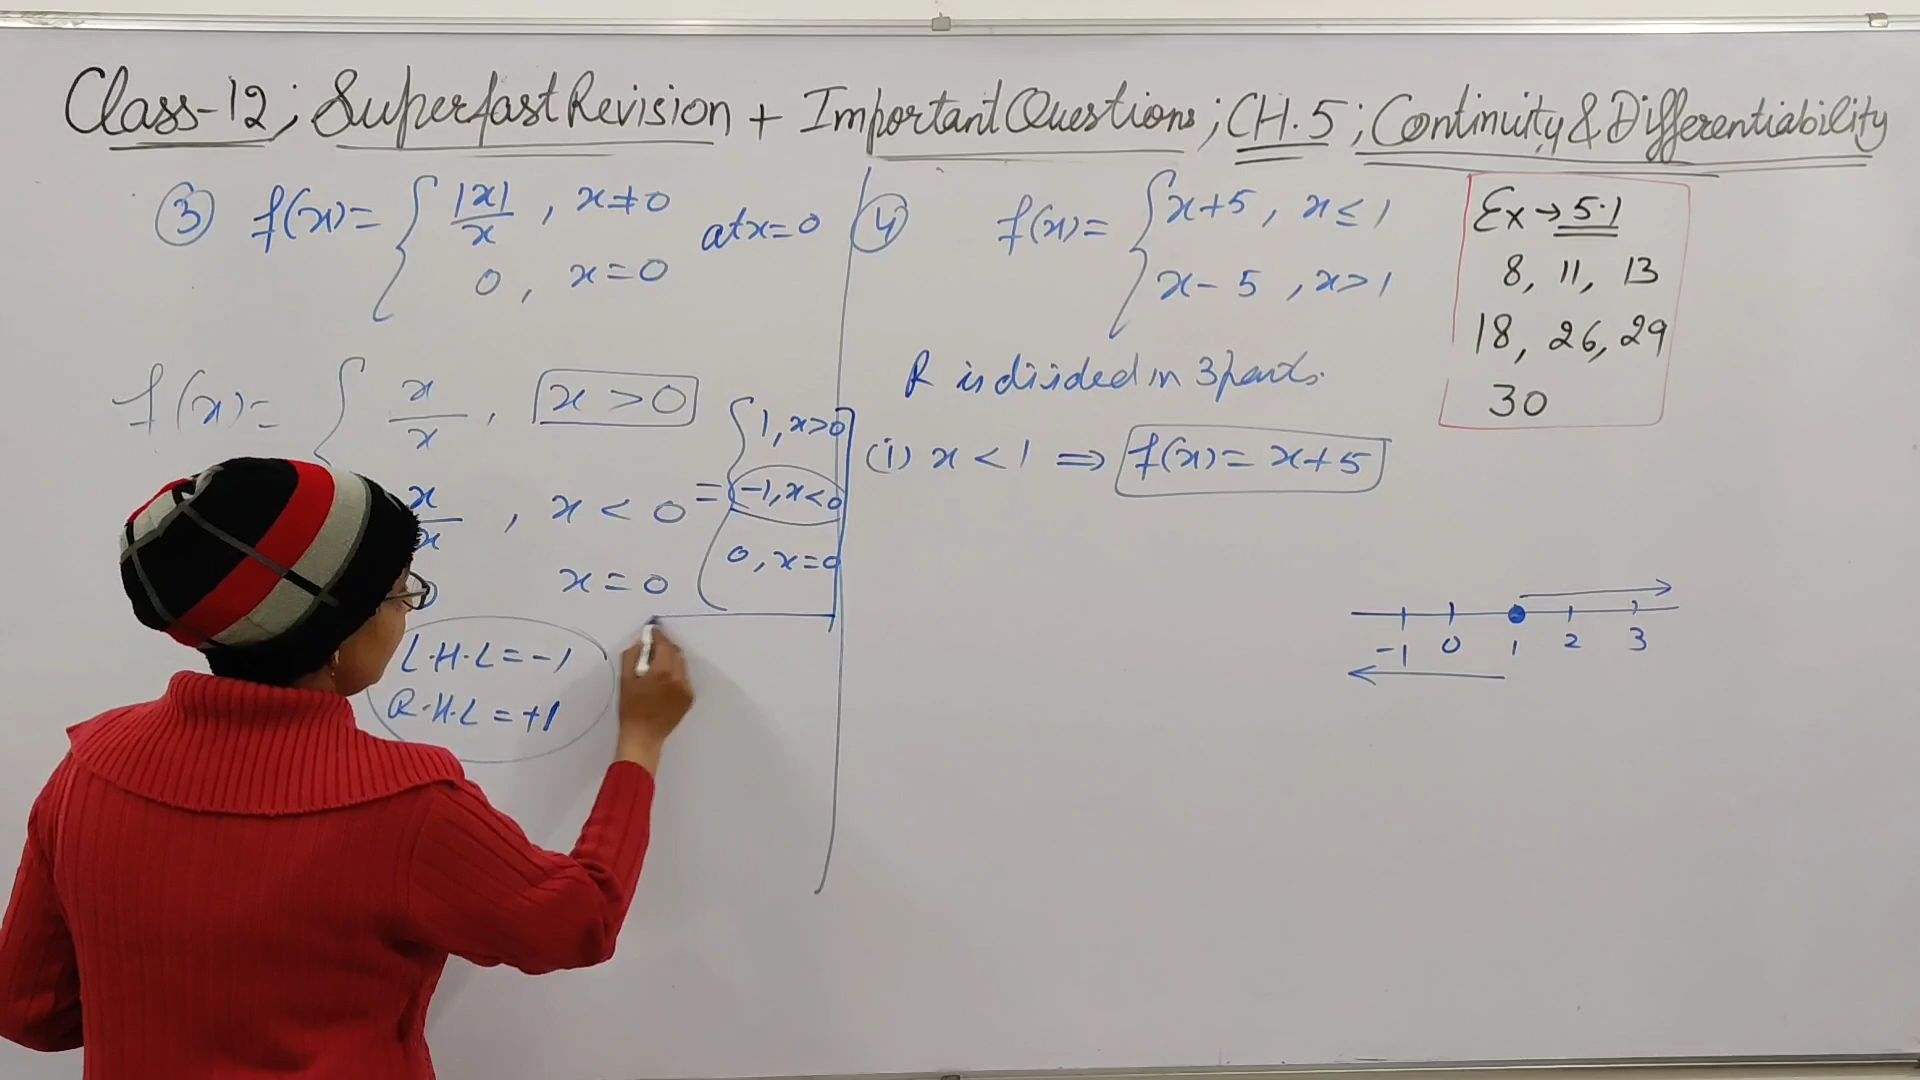 Class-12; Superfast Revision + Important Questions; CH.5; Continuity & Differentiability
③ f(x)= { |x|/x , x≠0
0 , x=0
at x=0
f(x)= { x/x , x>0
x/x , x<0
0 x=0
= { 1, x>0
-1, x<0
0, x=0
L.H.L = -1
R.H.L = +1
④ f(x)= { x+5 , x≤1
x-5 , x>1
R is divided in 3 parts.
(i) x<1 ⇒ f(x)= x+5
-1 0 1 2 3
Ex→5.1
8, 11, 13
18, 26, 29
30